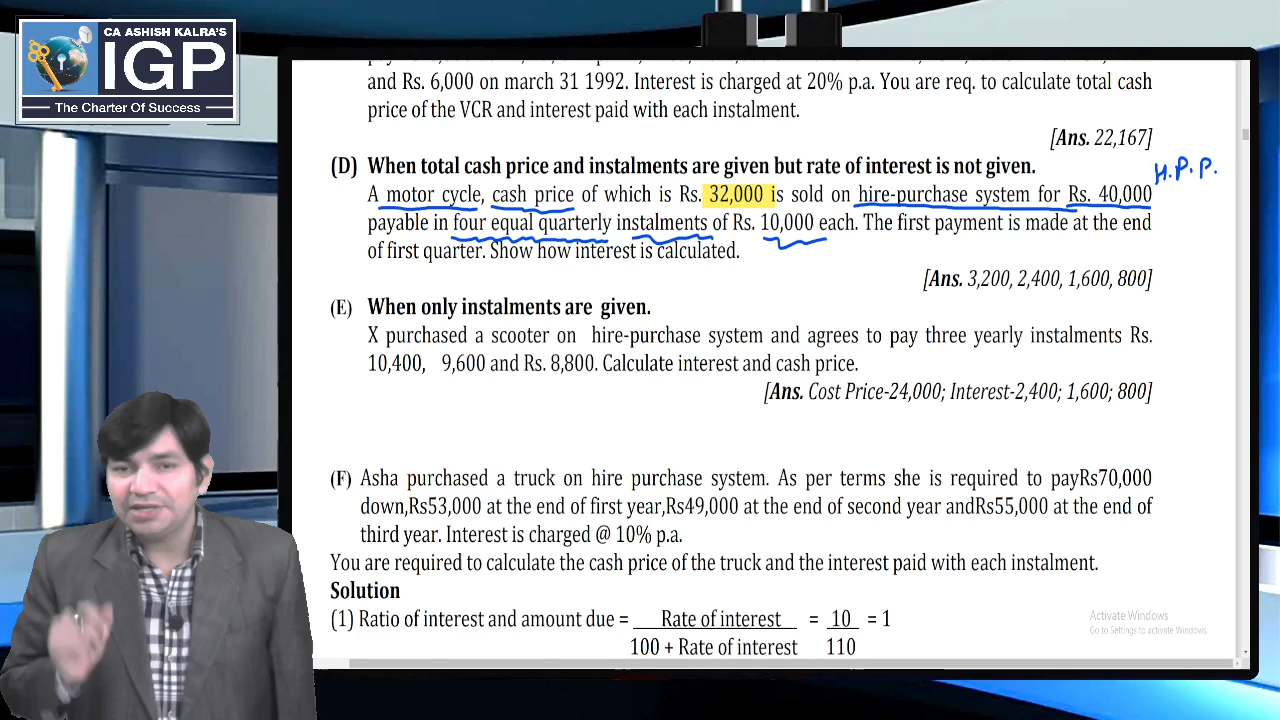 CA ASHISH KALRA'S
IGP
The Charter Of Success
and Rs. 6,000 on march 31 1992. Interest is charged at 20% p.a. You are req. to calculate total cash
price of the VCR and interest paid with each instalment.
[Ans. 22,167]
(D) When total cash price and instalments are given but rate of interest is not given.
H.P.P.
A motor cycle, cash price of which is Rs. 32,000 is sold on hire-purchase system for Rs. 40,000
payable in four equal quarterly instalments of Rs. 10,000 each. The first payment is made at the end
of first quarter. Show how interest is calculated.
[Ans. 3,200, 2,400, 1,600, 800]
(E) When only instalments are given.
X purchased a scooter on hire-purchase system and agrees to pay three yearly instalments Rs.
10,400, 9,600 and Rs. 8,800. Calculate interest and cash price.
[Ans. Cost Price-24,000; Interest-2,400; 1,600; 800]
(F) Asha purchased a truck on hire purchase system. As per terms she is required to payRs70,000
down,Rs53,000 at the end of first year,Rs49,000 at the end of second year andRs55,000 at the end of
third year. Interest is charged @ 10% p.a.
You are required to calculate the cash price of the truck and the interest paid with each instalment.
Solution
(1) Ratio of interest and amount due = Rate of interest = 10 = 1
100 + Rate of interest 110
Activate Windows
Go to Settings to activate Windows.